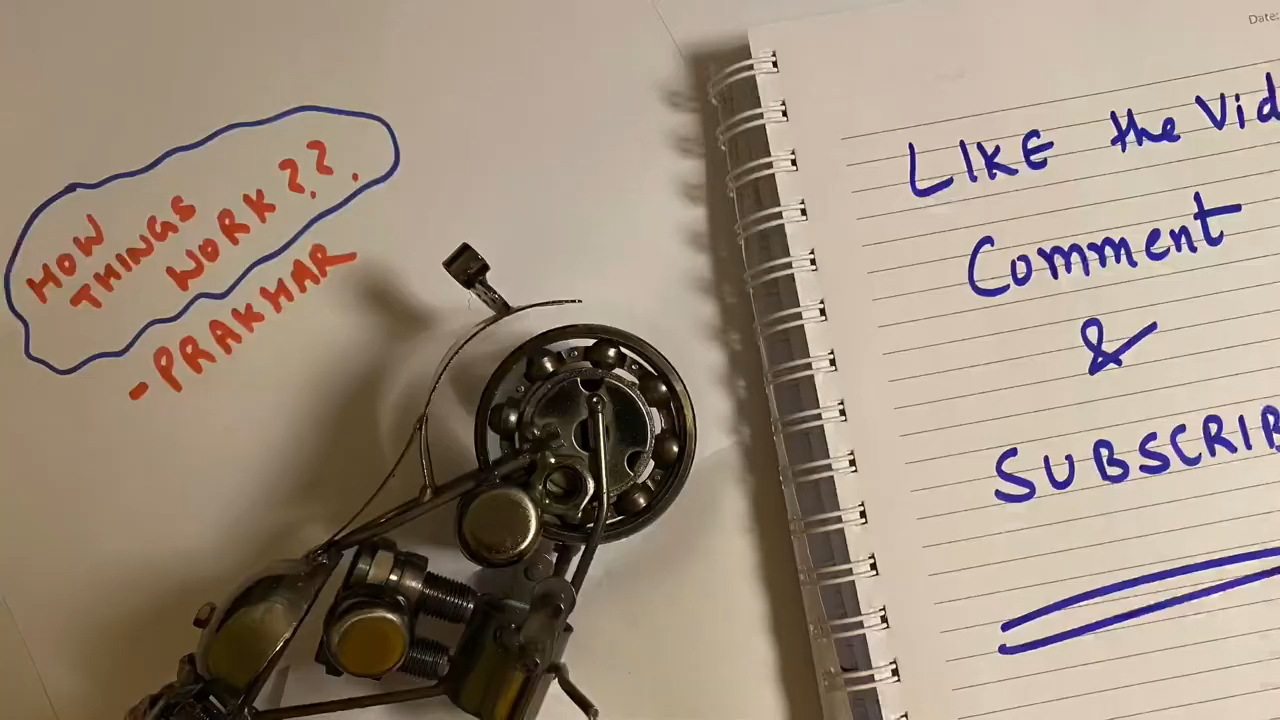 HOW
THINGS
WORK??.
-PRAKHAR
Date:
LIKE the Vid
Comment
&
SUBSCRIB